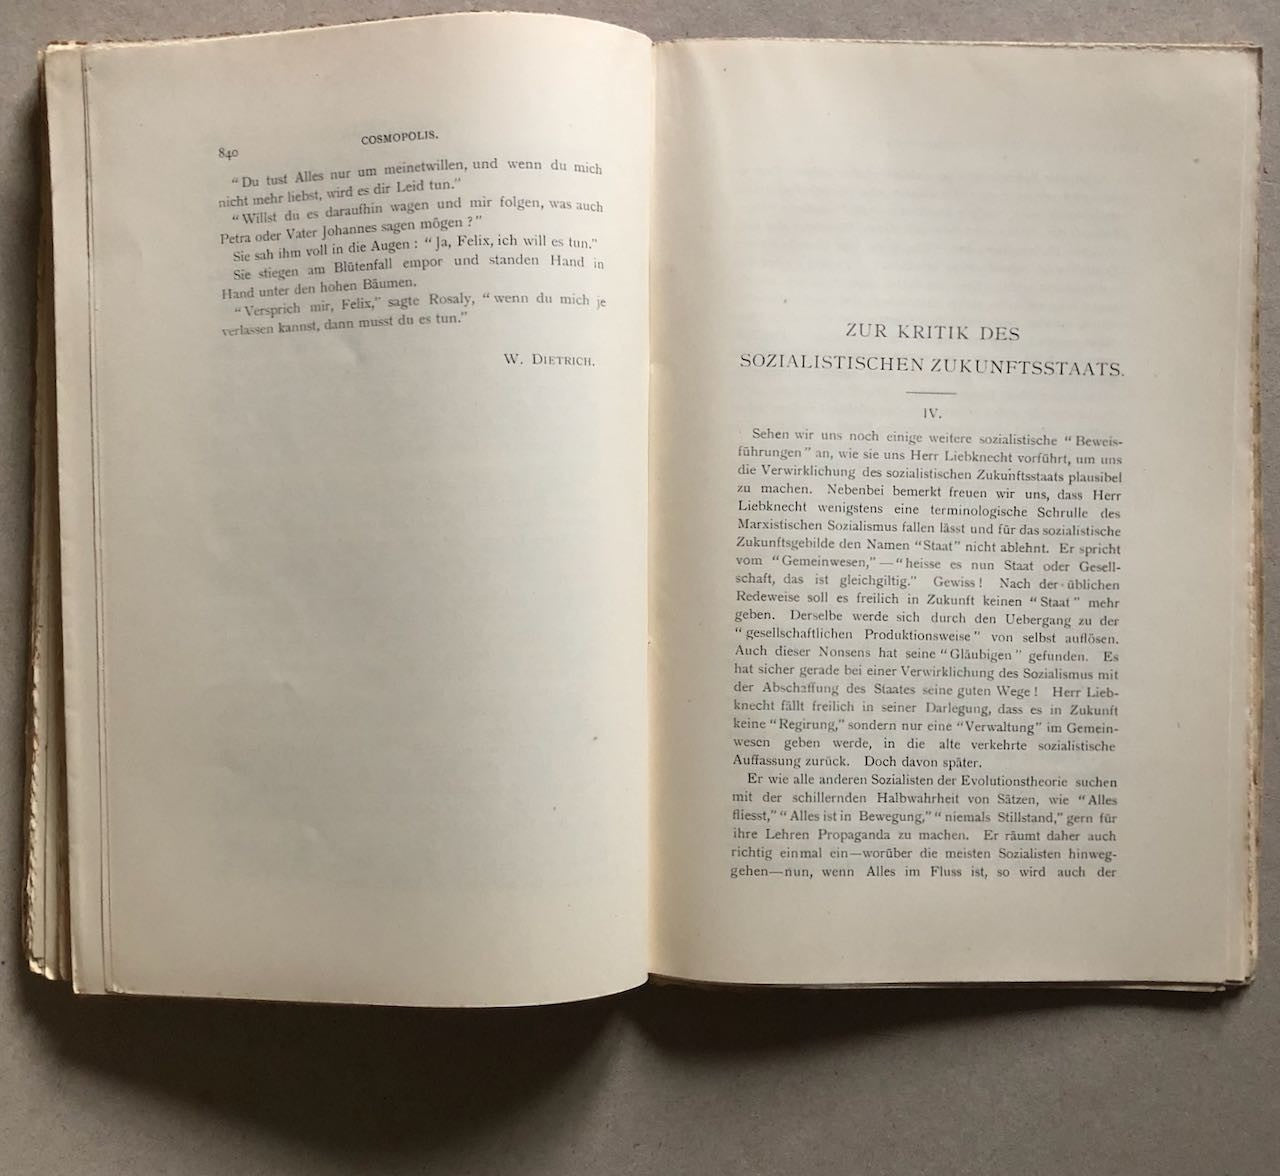 840
COSMOPOLIS.
“Du tust Alles nur um meinetwillen, und wenn du mich
nicht mehr liebst, wird es dir Leid tun.”
“Willst du es daraufhin wagen und mir folgen, was auch
Petra oder Vater Johannes sagen mögen ?”
Sie sah ihm voll in die Augen : “Ja, Felix, ich will es tun.”
Sie stiegen am Blütenfall empor und standen Hand in
Hand unter den hohen Bäumen.
“Versprich mir, Felix,” sagte Rosaly, “wenn du mich je
verlassen kannst, dann musst du es tun.”
W. DIETRICH.
ZUR KRITIK DES
SOZIALISTISCHEN ZUKUNFTSSTAATS.
IV.
Sehen wir uns noch einige weitere sozialistische “Beweis-
führungen” an, wie sie uns Herr Liebknecht vorführt, um uns
die Verwirklichung des sozialistischen Zukunftsstaats plausibel
zu machen. Nebenbei bemerkt freuen wir uns, dass Herr
Liebknecht wenigstens eine terminologische Schrulle des
Marxistischen Sozialismus fallen lässt und für das sozialistische
Zukunftsgebilde den Namen “Staat” nicht ablehnt. Er spricht
vom “Gemeinwesen,”—“heisse es nun Staat oder Gesell-
schaft, das ist gleichgiltig.” Gewiss ! Nach der üblichen
Redeweise soll es freilich in Zukunft keinen “Staat” mehr
geben. Derselbe werde sich durch den Uebergang zu der
“gesellschaftlichen Produktionsweise” von selbst auflösen.
Auch dieser Nonsens hat seine “Gläubigen” gefunden. Es
hat sicher gerade bei einer Verwirklichung des Sozialismus mit
der Abschaffung des Staates seine guten Wege ! Herr Lieb-
knecht fällt freilich in seiner Darlegung, dass es in Zukunft
keine “Regirung,” sondern nur eine “Verwaltung” im Gemein-
wesen geben werde, in die alte verkehrte sozialistische
Auffassung zurück. Doch davon später.
Er wie alle anderen Sozialisten der Evolutionstheorie suchen
mit der schillernden Halbwahrheit von Sätzen, wie “Alles
fliesst,” “Alles ist in Bewegung,” “niemals Stillstand,” gern für
ihre Lehren Propaganda zu machen. Er räumt daher auch
richtig einmal ein—worüber die meisten Sozialisten hinweg-
gehen—nun, wenn Alles im Fluss ist, so wird auch der